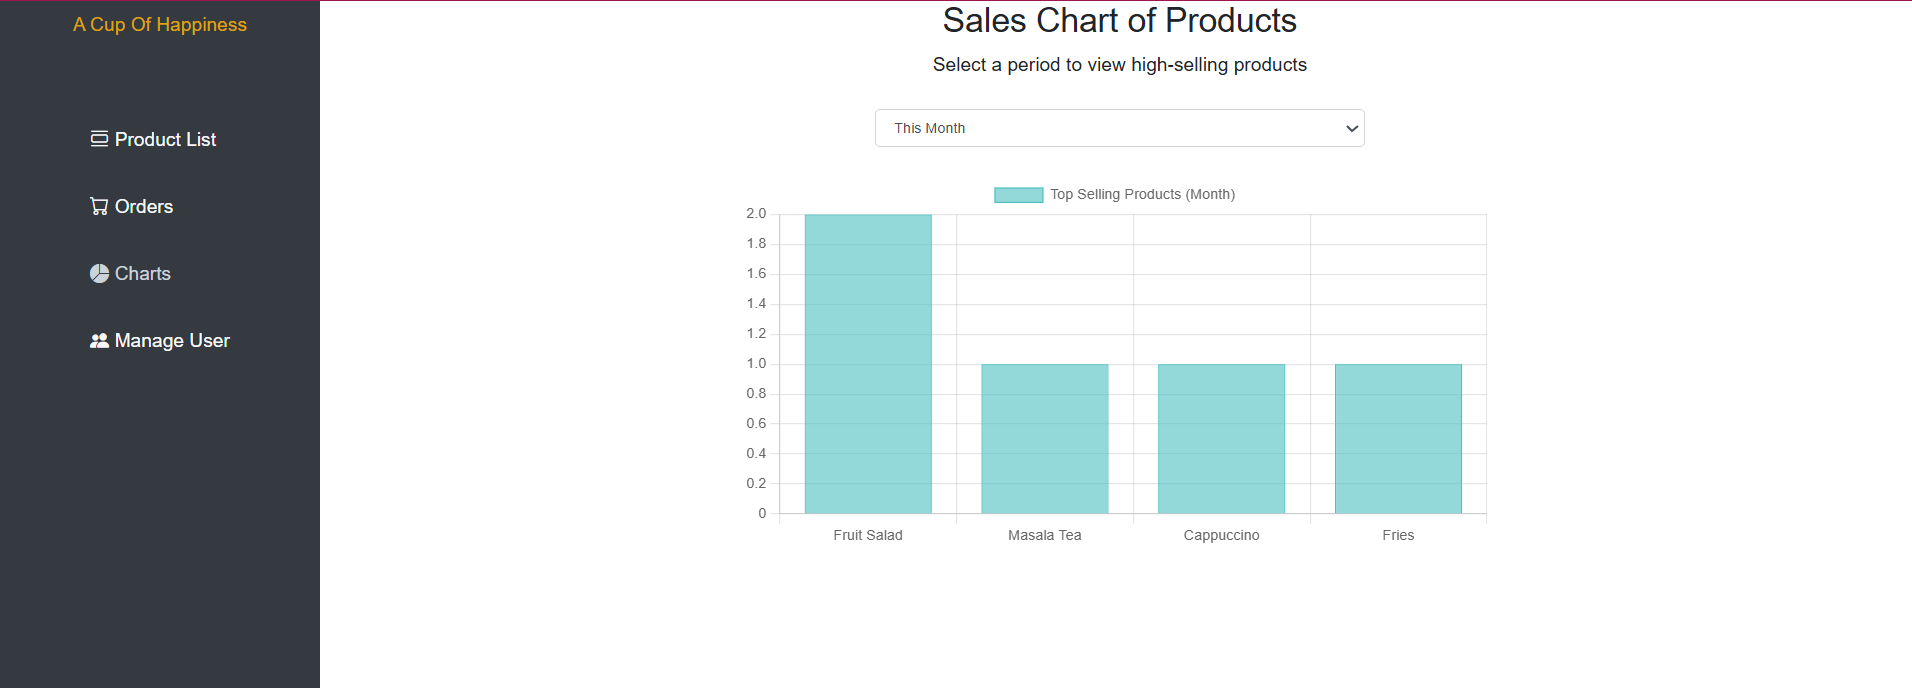 A Cup Of Happiness
Product List
Orders
Charts
Manage User
Sales Chart of Products
Select a period to view high-selling products
This Month
Top Selling Products (Month)
2.0
1.8
1.6
1.4
1.2
1.0
0.8
0.6
0.4
0.2
0
Fruit Salad Masala Tea Cappuccino Fries